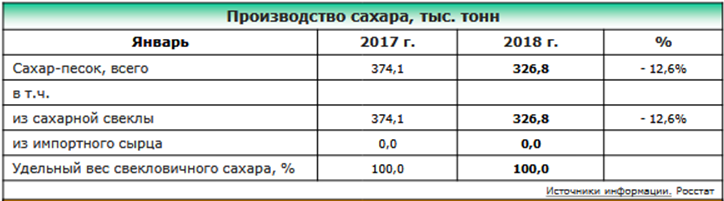 Производство сахара, тыс. тонн
Январь 2017 г. 2018 г. %
Сахар-песок, всего 374,1 326,8 - 12,6%
в т.ч.
из сахарной свеклы 374,1 326,8 - 12,6%
из импортного сырца 0,0 0,0
Удельный вес свекловичного сахара, % 100,0 100,0
Источники информации. Росстат